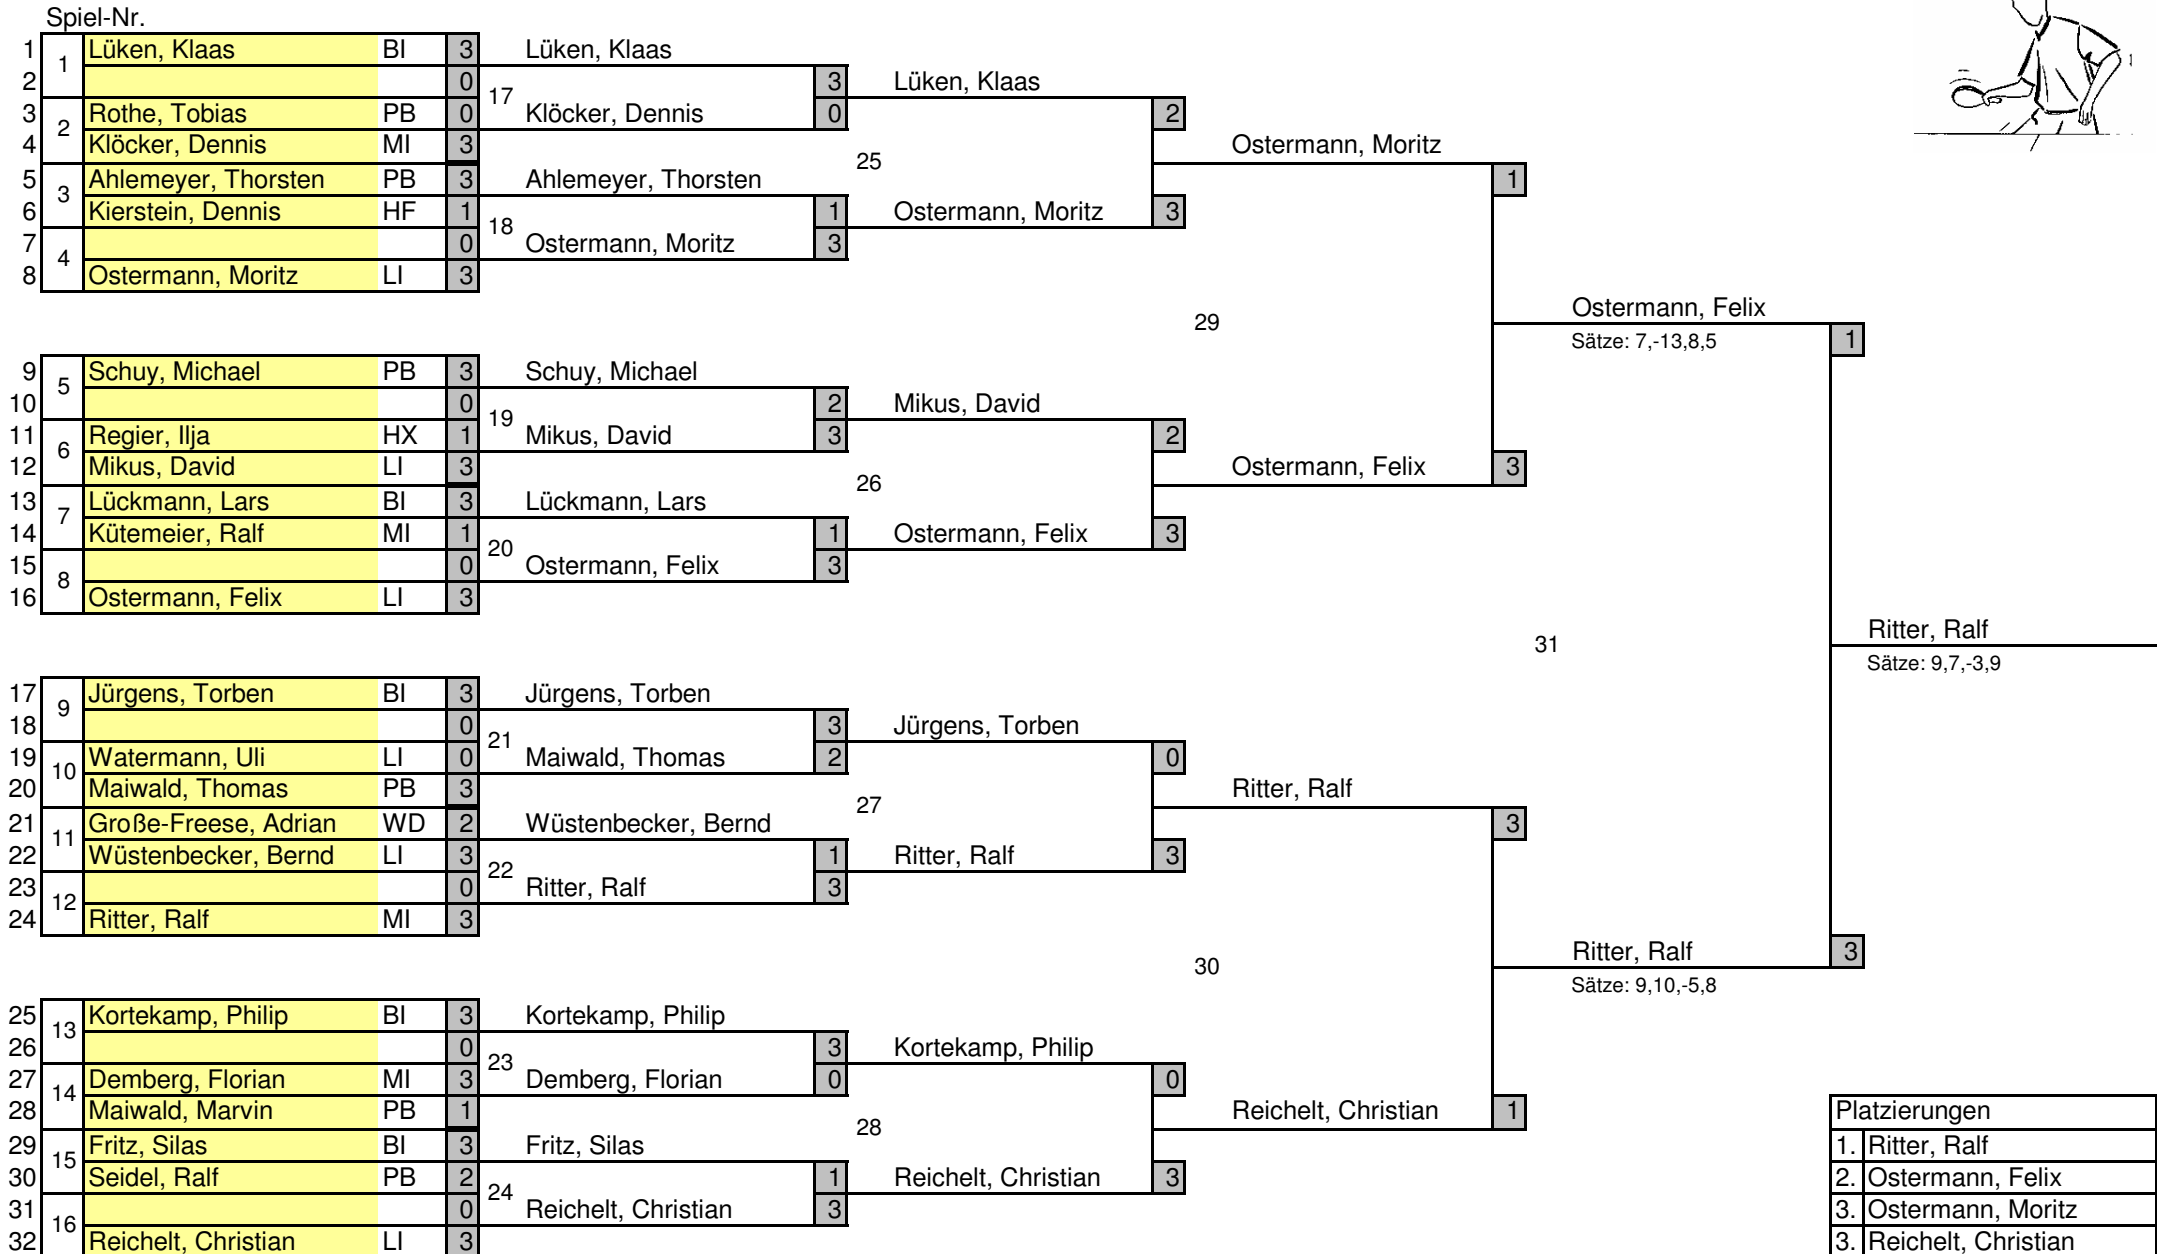 Spiel-Nr.
1 1 Lüken, Klaas BI 3 Lüken, Klaas
2 0 17 3 Lüken, Klaas
3 2 Rothe, Tobias PB 0 Klöcker, Dennis 0 2
4 Klöcker, Dennis MI 3 25 Ostermann, Moritz
5 3 Ahlemeyer, Thorsten PB 3 Ahlemeyer, Thorsten 1
6 Kierstein, Dennis HF 1 18 1 Ostermann, Moritz 3
7 4 0 Ostermann, Moritz 3
8 Ostermann, Moritz LI 3
29 Ostermann, Felix
Sätze: 7,-13,8,5 1
9 5 Schuy, Michael PB 3 Schuy, Michael
10 0 19 2 Mikus, David
11 6 Regier, Ilja HX 1 Mikus, David 3 2
12 Mikus, David LI 3 26 Ostermann, Felix 3
13 7 Lückmann, Lars BI 3 Lückmann, Lars
14 Kütemeier, Ralf MI 1 20 1 Ostermann, Felix 3
15 8 0 Ostermann, Felix 3
16 Ostermann, Felix LI 3
31 Ritter, Ralf
Sätze: 9,7,-3,9
17 9 Jürgens, Torben BI 3 Jürgens, Torben
18 0 21 3 Jürgens, Torben
19 10 Watermann, Uli LI 0 Maiwald, Thomas 2 0
20 Maiwald, Thomas PB 3 27 Ritter, Ralf
21 11 Große-Freese, Adrian WD 2 Wüstenbecker, Bernd 3
22 Wüstenbecker, Bernd LI 3 22 1 Ritter, Ralf 3
23 12 0 Ritter, Ralf 3
24 Ritter, Ralf MI 3
30 Ritter, Ralf 3
Sätze: 9,10,-5,8
25 13 Kortekamp, Philip BI 3 Kortekamp, Philip
26 0 23 3 Kortekamp, Philip
27 14 Demberg, Florian MI 3 Demberg, Florian 0 0
28 Maiwald, Marvin PB 1 28 Reichelt, Christian 1 Platzierungen
29 15 Fritz, Silas BI 3 Fritz, Silas 1. Ritter, Ralf
30 Seidel, Ralf PB 2 24 1 Reichelt, Christian 3 2. Ostermann, Felix
31 16 0 Reichelt, Christian 3 3. Ostermann, Moritz
32 Reichelt, Christian LI 3 3. Reichelt, Christian